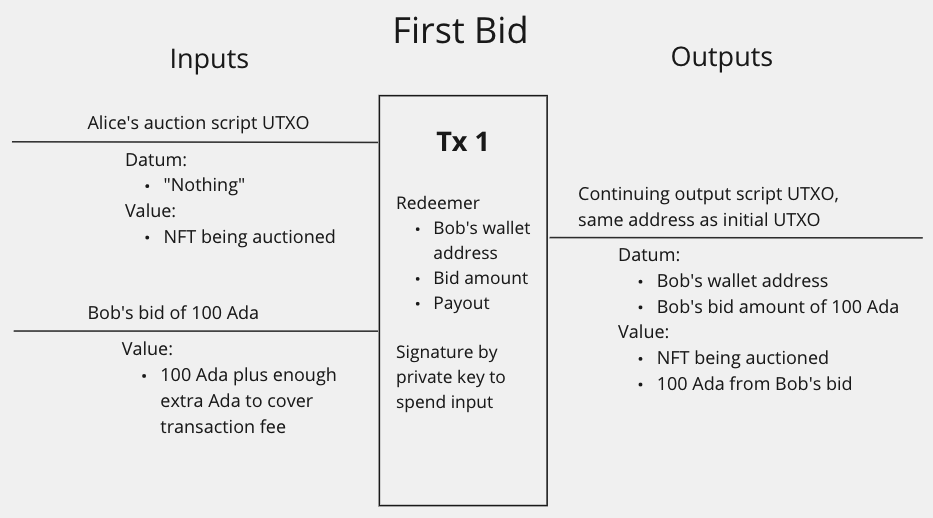 First Bid
Inputs
Outputs
Alice's auction script UTXO
Datum:
• "Nothing"
Value:
• NFT being auctioned
Bob's bid of 100 Ada
Value:
• 100 Ada plus enough
extra Ada to cover
transaction fee
Tx 1
Redeemer
• Bob's wallet
address
• Bid amount
• Payout
Signature by
private key to
spend input
Continuing output script UTXO,
same address as initial UTXO
Datum:
• Bob's wallet address
• Bob's bid amount of 100 Ada
Value:
• NFT being auctioned
• 100 Ada from Bob's bid